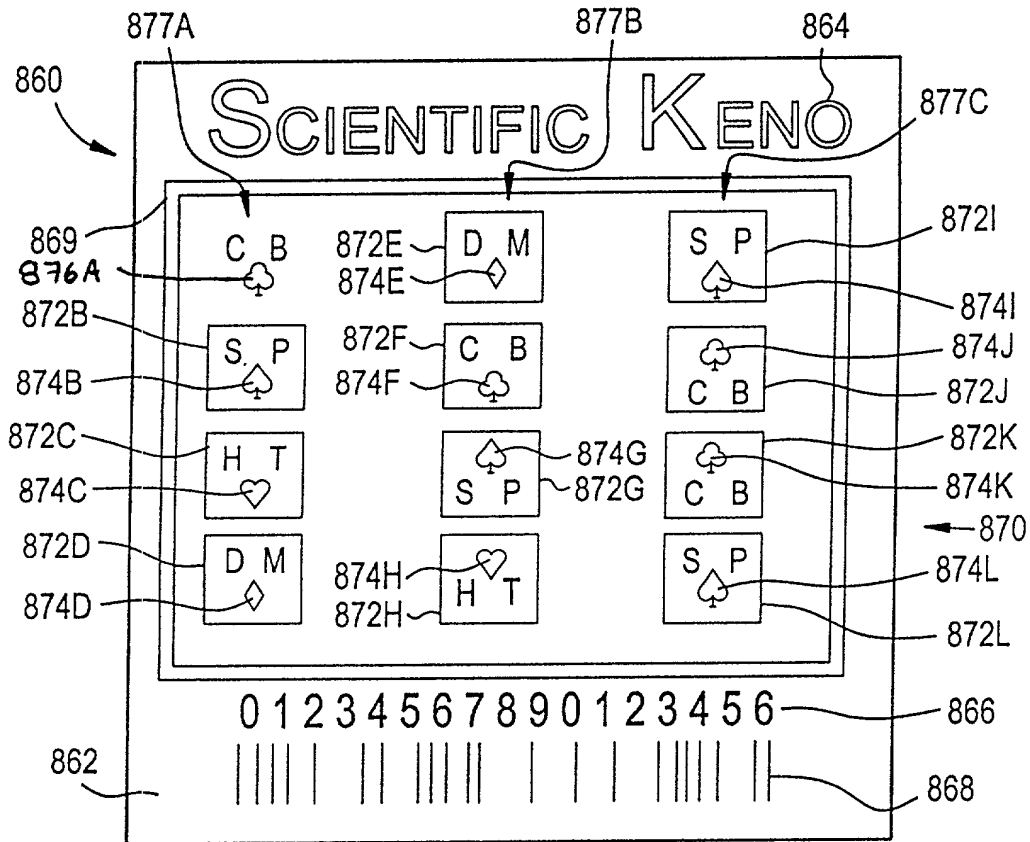 877A 877B 864
860 SCIENTIFIC KENO 877C
869 C B 872E D M S P 872I
876A 874E 874I
872B S P 872F C B 874J
874B 874F C B 872J
872C H T 874G 872K
874C S P 872G C B 874K
870
872D D M 874H S P 874L
874D 872H H T 872L
0 1 2 3 4 5 6 7 8 9 0 1 2 3 4 5 6 866
862 868